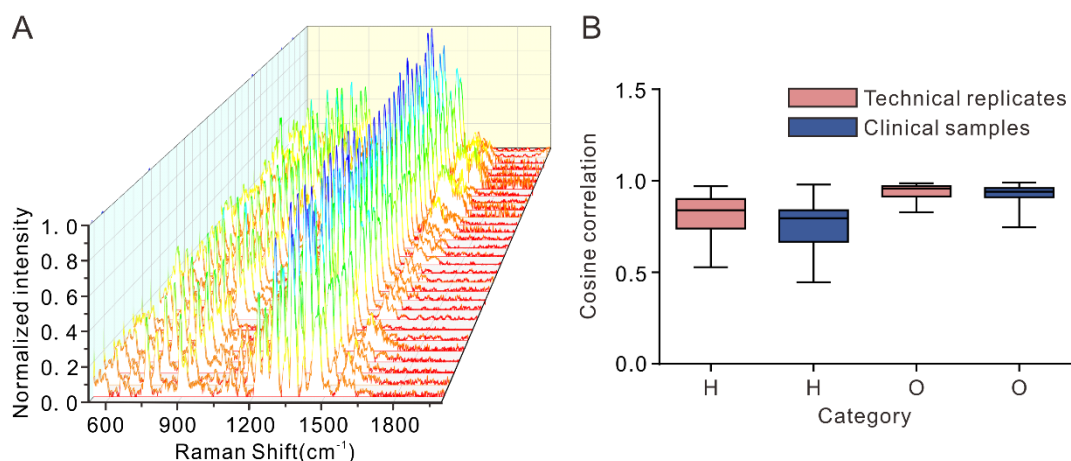 A
Normalized intensity
1.0
0.8
0.6
0.4
0.2
0.0
600 900 1200 1500 1800
Raman Shift(cm⁻¹)
B
Cosine correlation
1.5
1.0
0.5
0.0
Technical replicates
Clinical samples
H H O O
Category